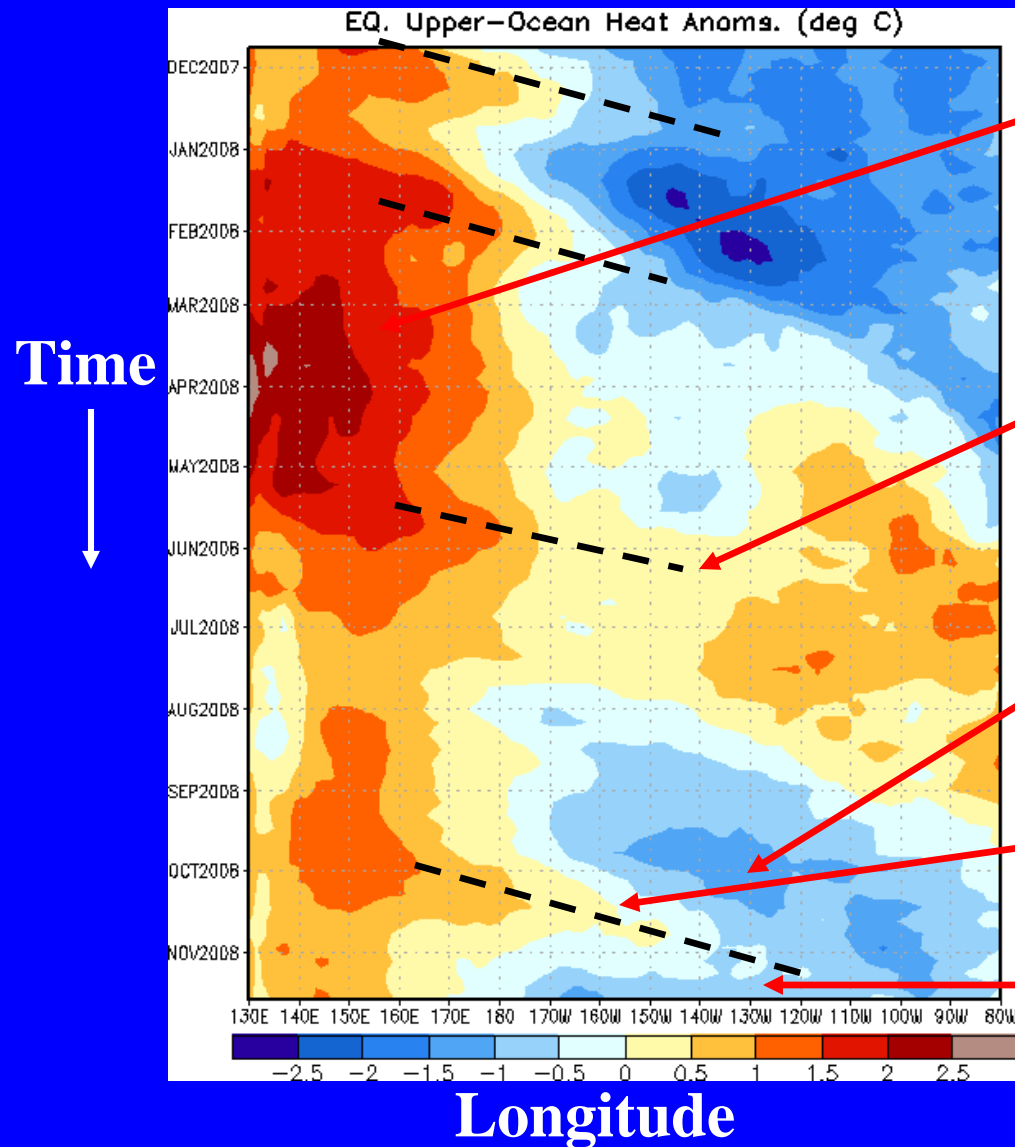 EQ. Upper-Ocean Heat Anoms. (deg C)
DEC2007
JAN2008
FEB2008
MAR2008
Time
APR2008
MAY2008
JUN2008
JUL2008
AUG2008
SEP2008
OCT2008
NOV2008
130E 140E 150E 160E 170E 180 170W 160W 150W 140W 130W 120W 110W 100W 90W 80W
-2.5 -2 -1.5 -1 -0.5 0 0.5 1 1.5 2 2.5
Longitude